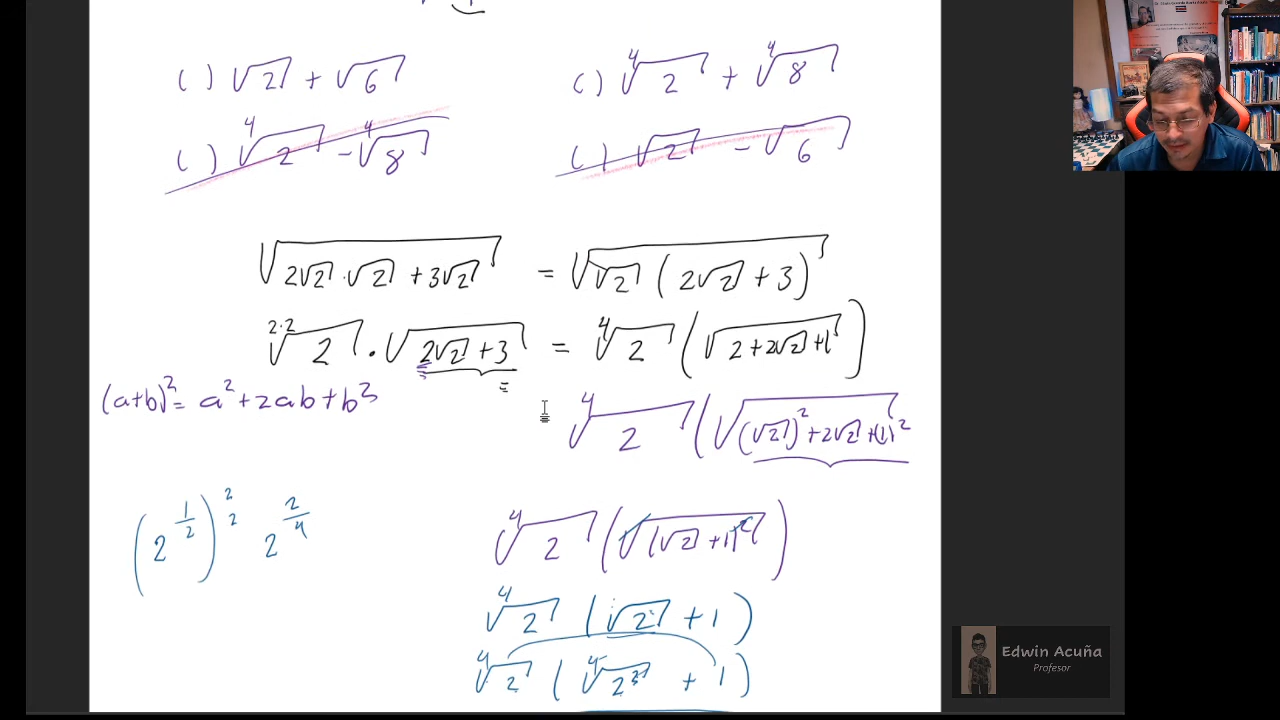 ( ) √2 + √6
( ) ⁴√2 + ⁴√8
( ) ⁴√2 - ⁴√8
( ) √2 - √6
√(2√2 · √2 + 3√2) = √(√2 (2√2 + 3))
²·²√2 · √(2√2 + 3) = ⁴√2 (√(2 + 2√2 + 1))
(a+b)² = a² + 2ab + b²
⁴√2 (√((√2)² + 2√2 + (1)²
(2^(1/2))^(2/2) 2^(2/4)
⁴√2 (√(√2 + 1)²)
⁴√2 (√2 + 1)
⁴√2 (⁴√2² + 1)
Edwin Acuña
Profesor